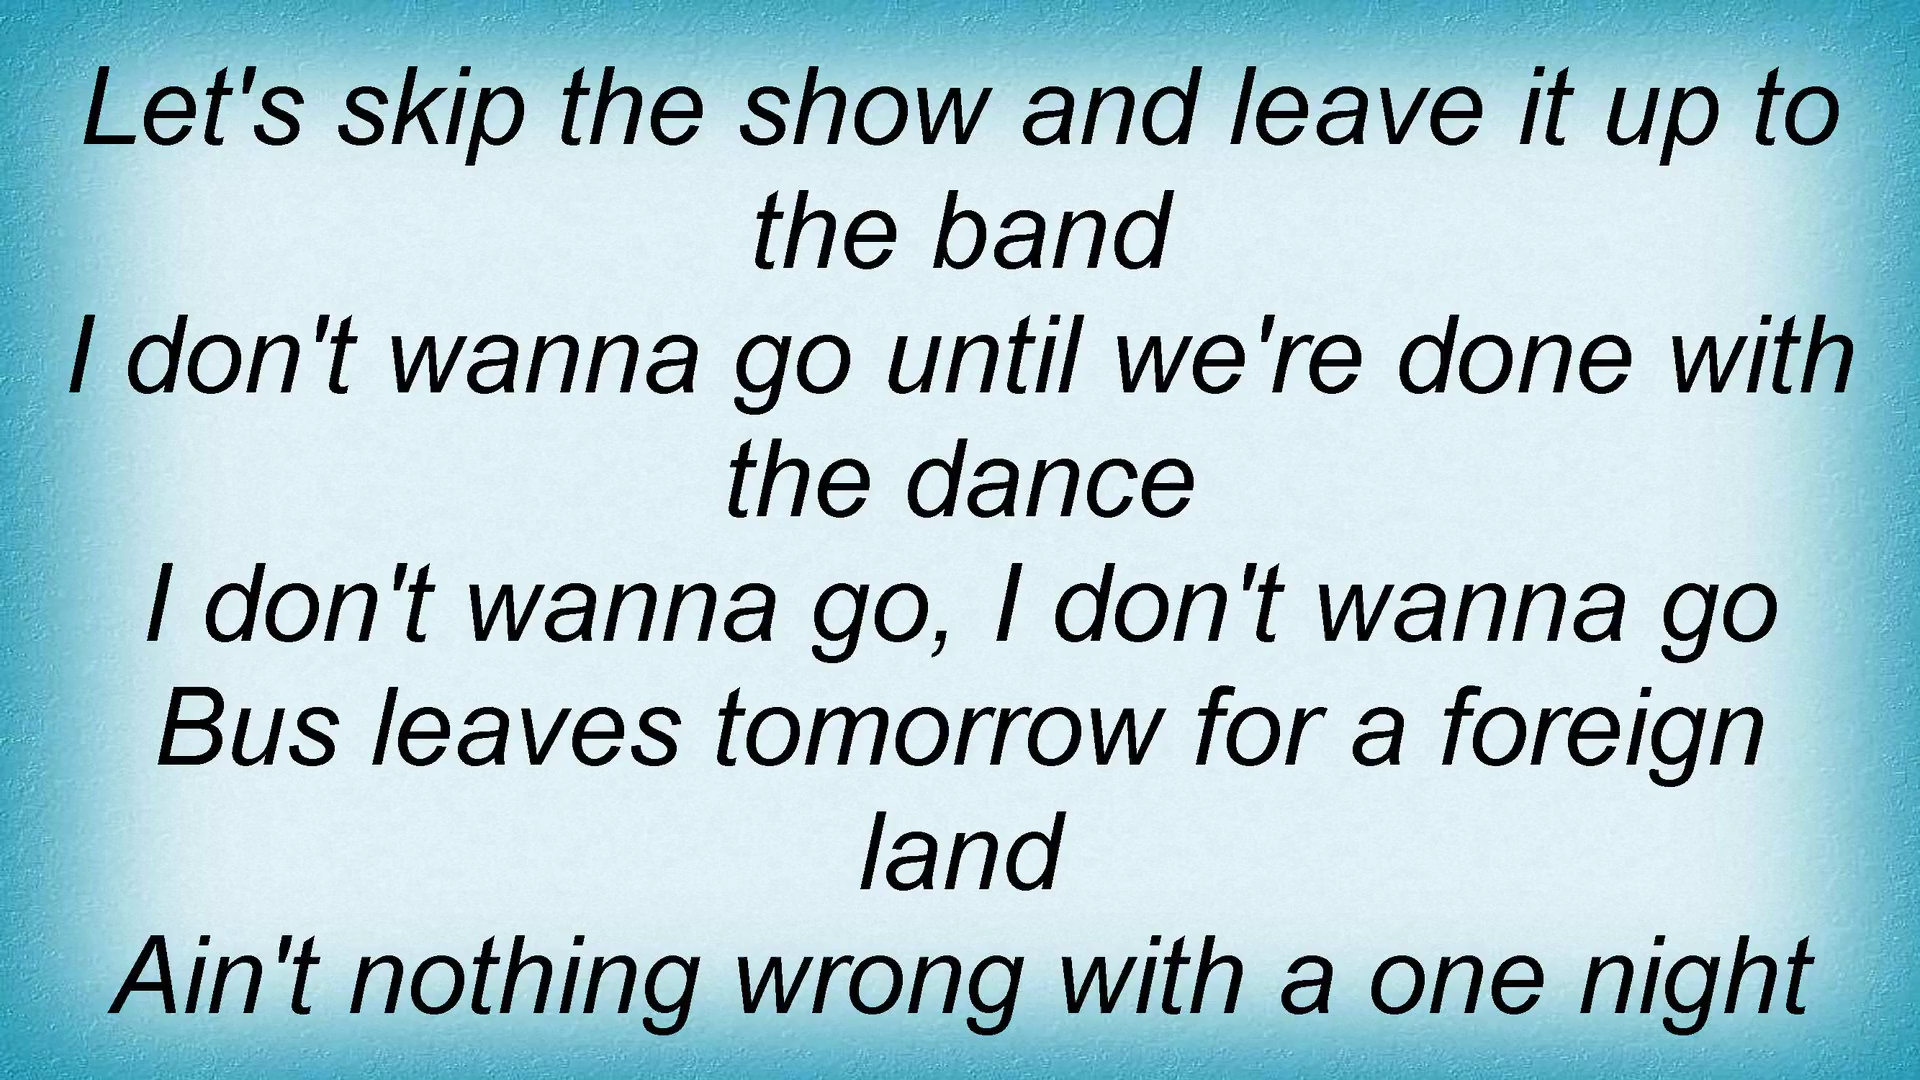 Let's skip the show and leave it up to
the band
I don't wanna go until we're done with
the dance
I don't wanna go, I don't wanna go
Bus leaves tomorrow for a foreign
land
Ain't nothing wrong with a one night